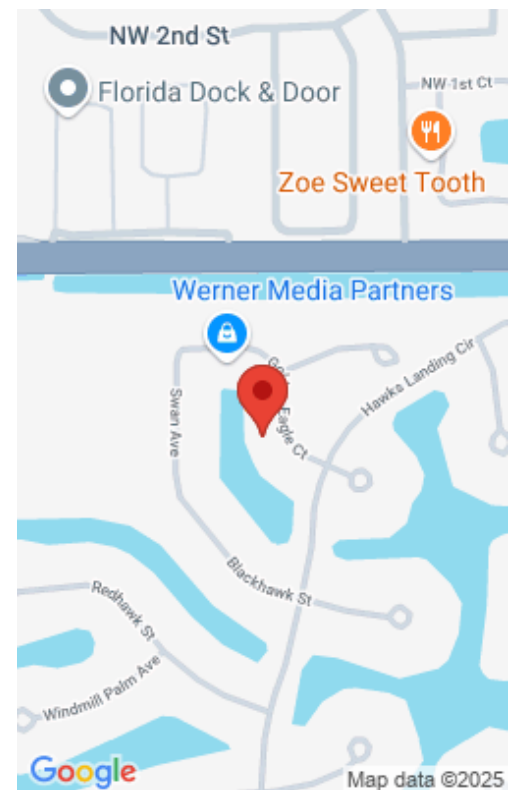 NW 2nd St
Florida Dock & Door
NW 1st Ct
Zoe Sweet Tooth
Werner Media Partners
Eagle Ct
Hawks Landing Cir
Swan Ave
Blackhawk St
Redhawk St
Windmill Palm Ave
Google
Map data ©2025